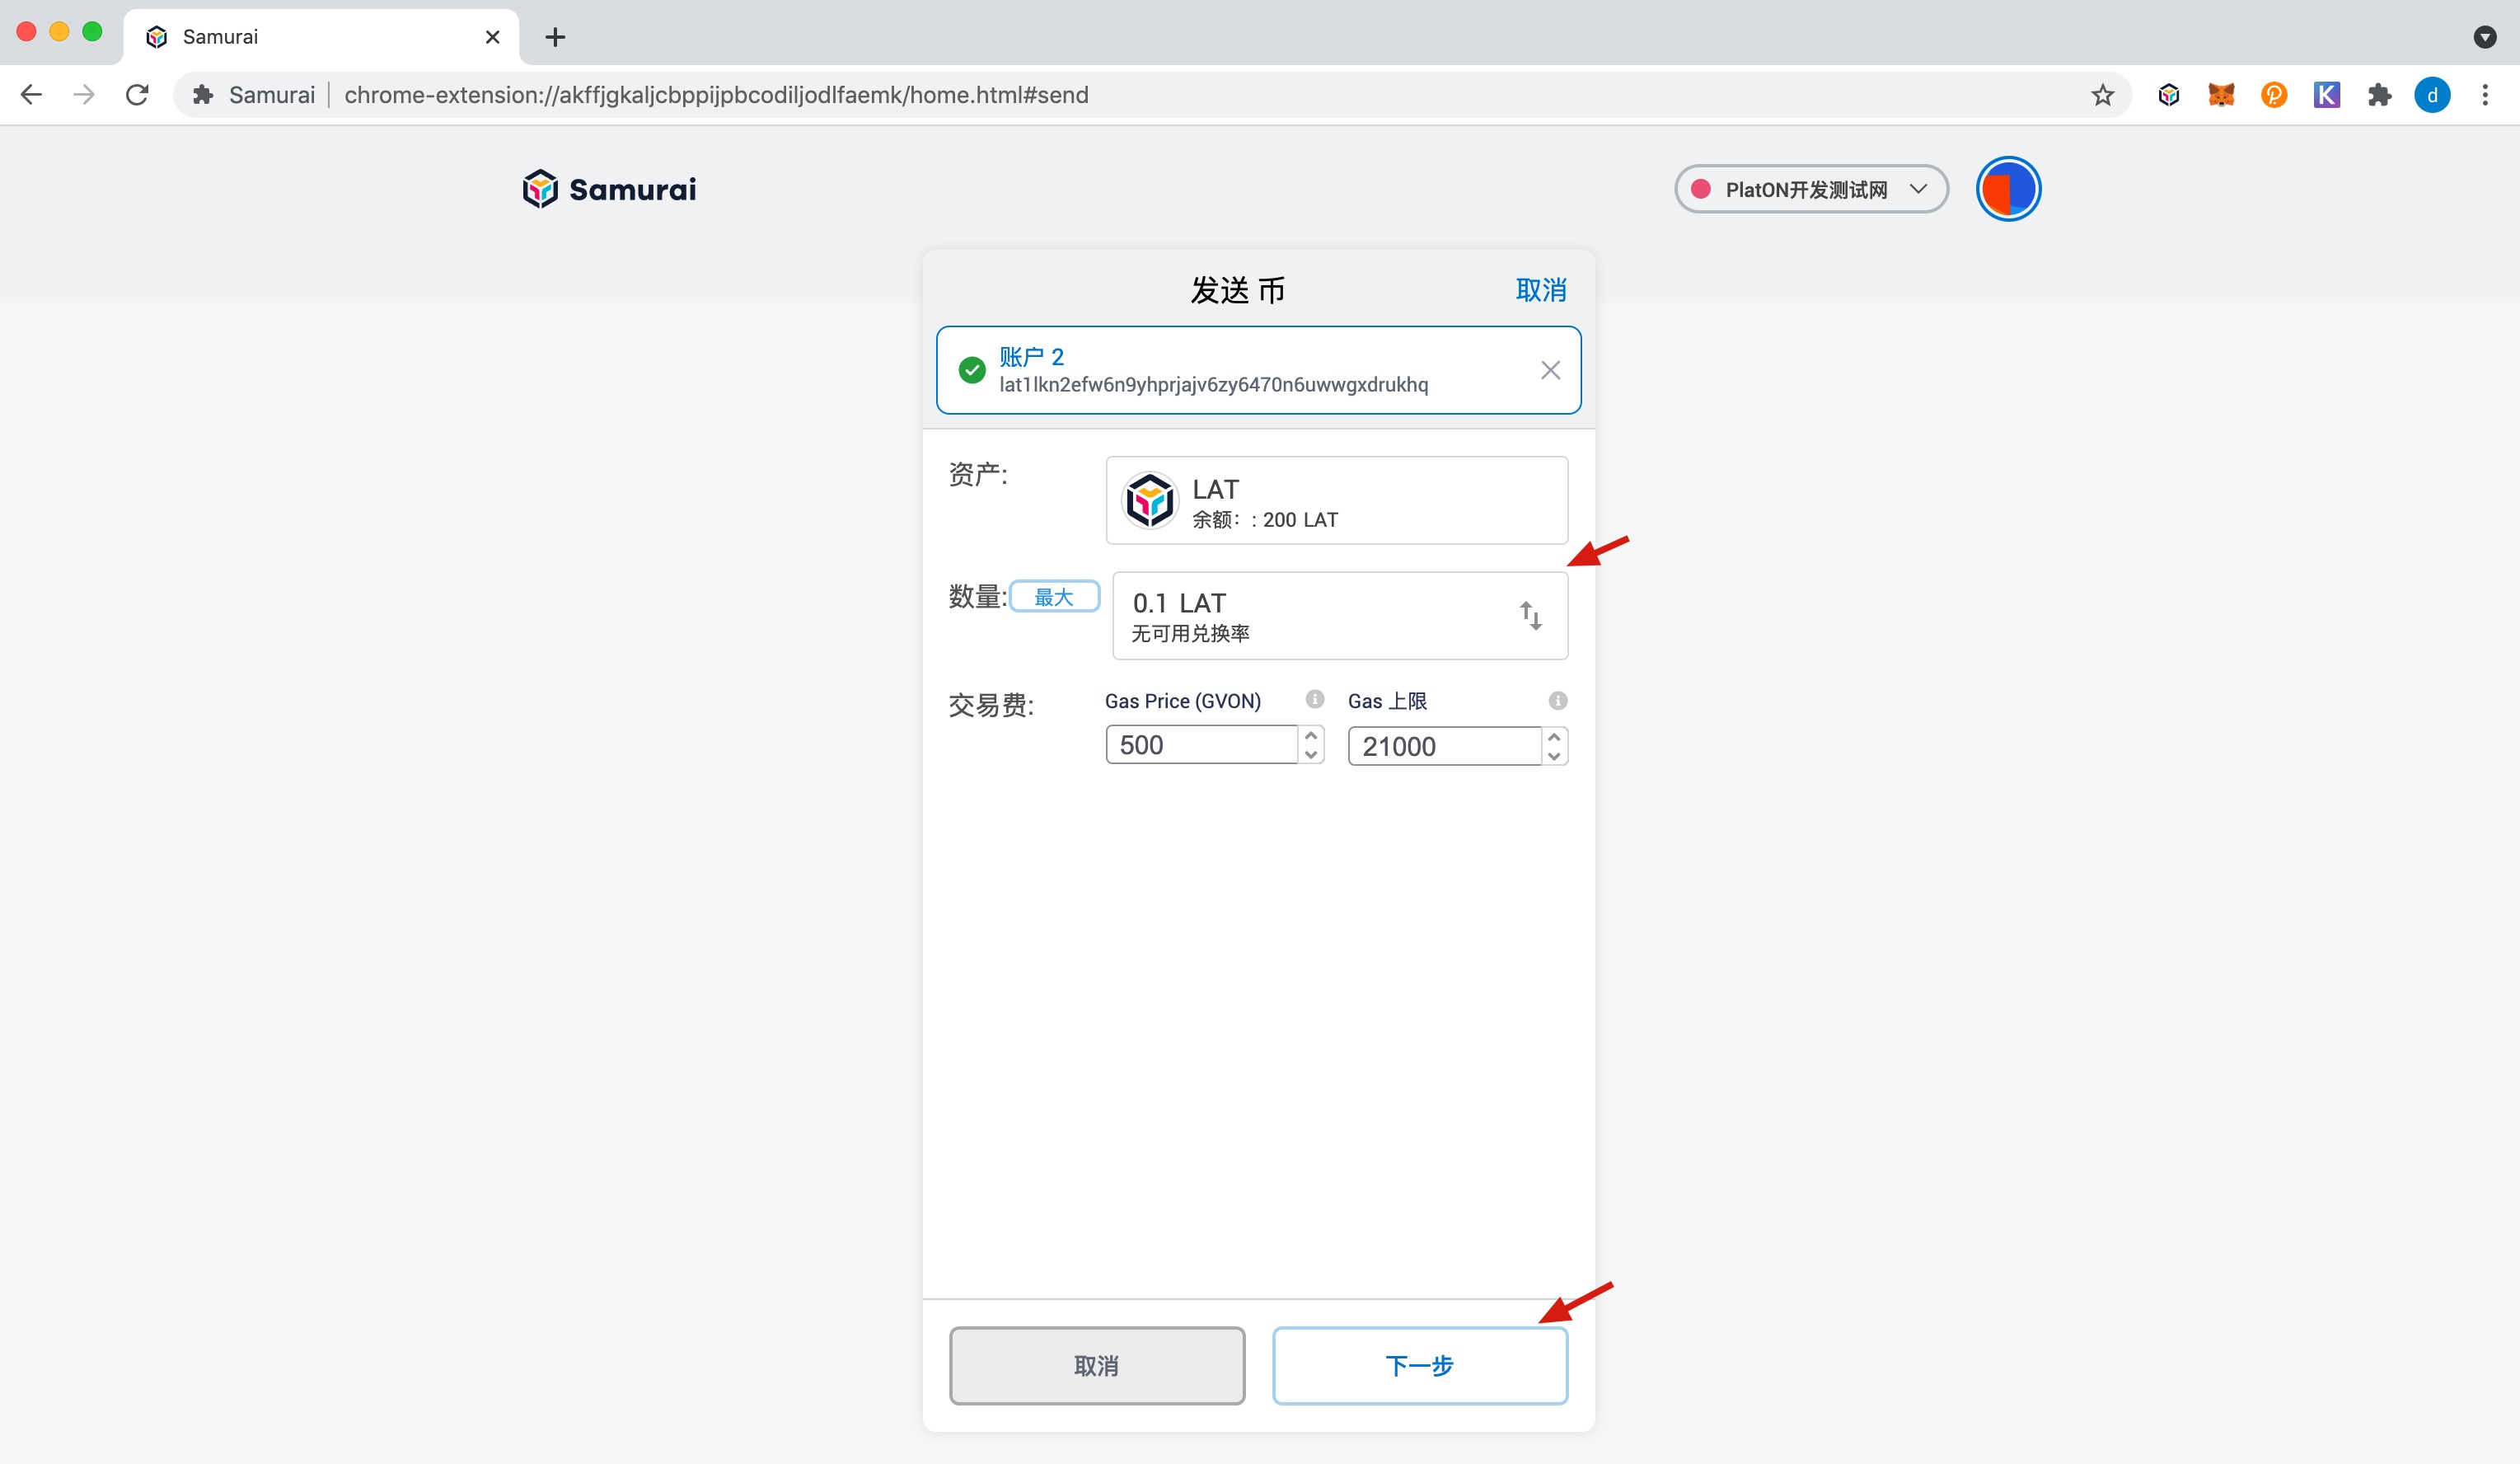 Samurai
Samurai
chrome-extension://akffjgkaljcbppijpbcodiljodlfaemk/home.html#send
d
Samurai
PlatON开发测试网
发送 币
取消
账户 2
lat1lkn2efw6n9yhprjajv6zy6470n6uwwgxdrukhq
资产:
LAT
余额: : 200 LAT
数量:
最大
0.1 LAT
无可用兑换率
交易费:
Gas Price (GVON)
Gas 上限
500
21000
取消
下一步